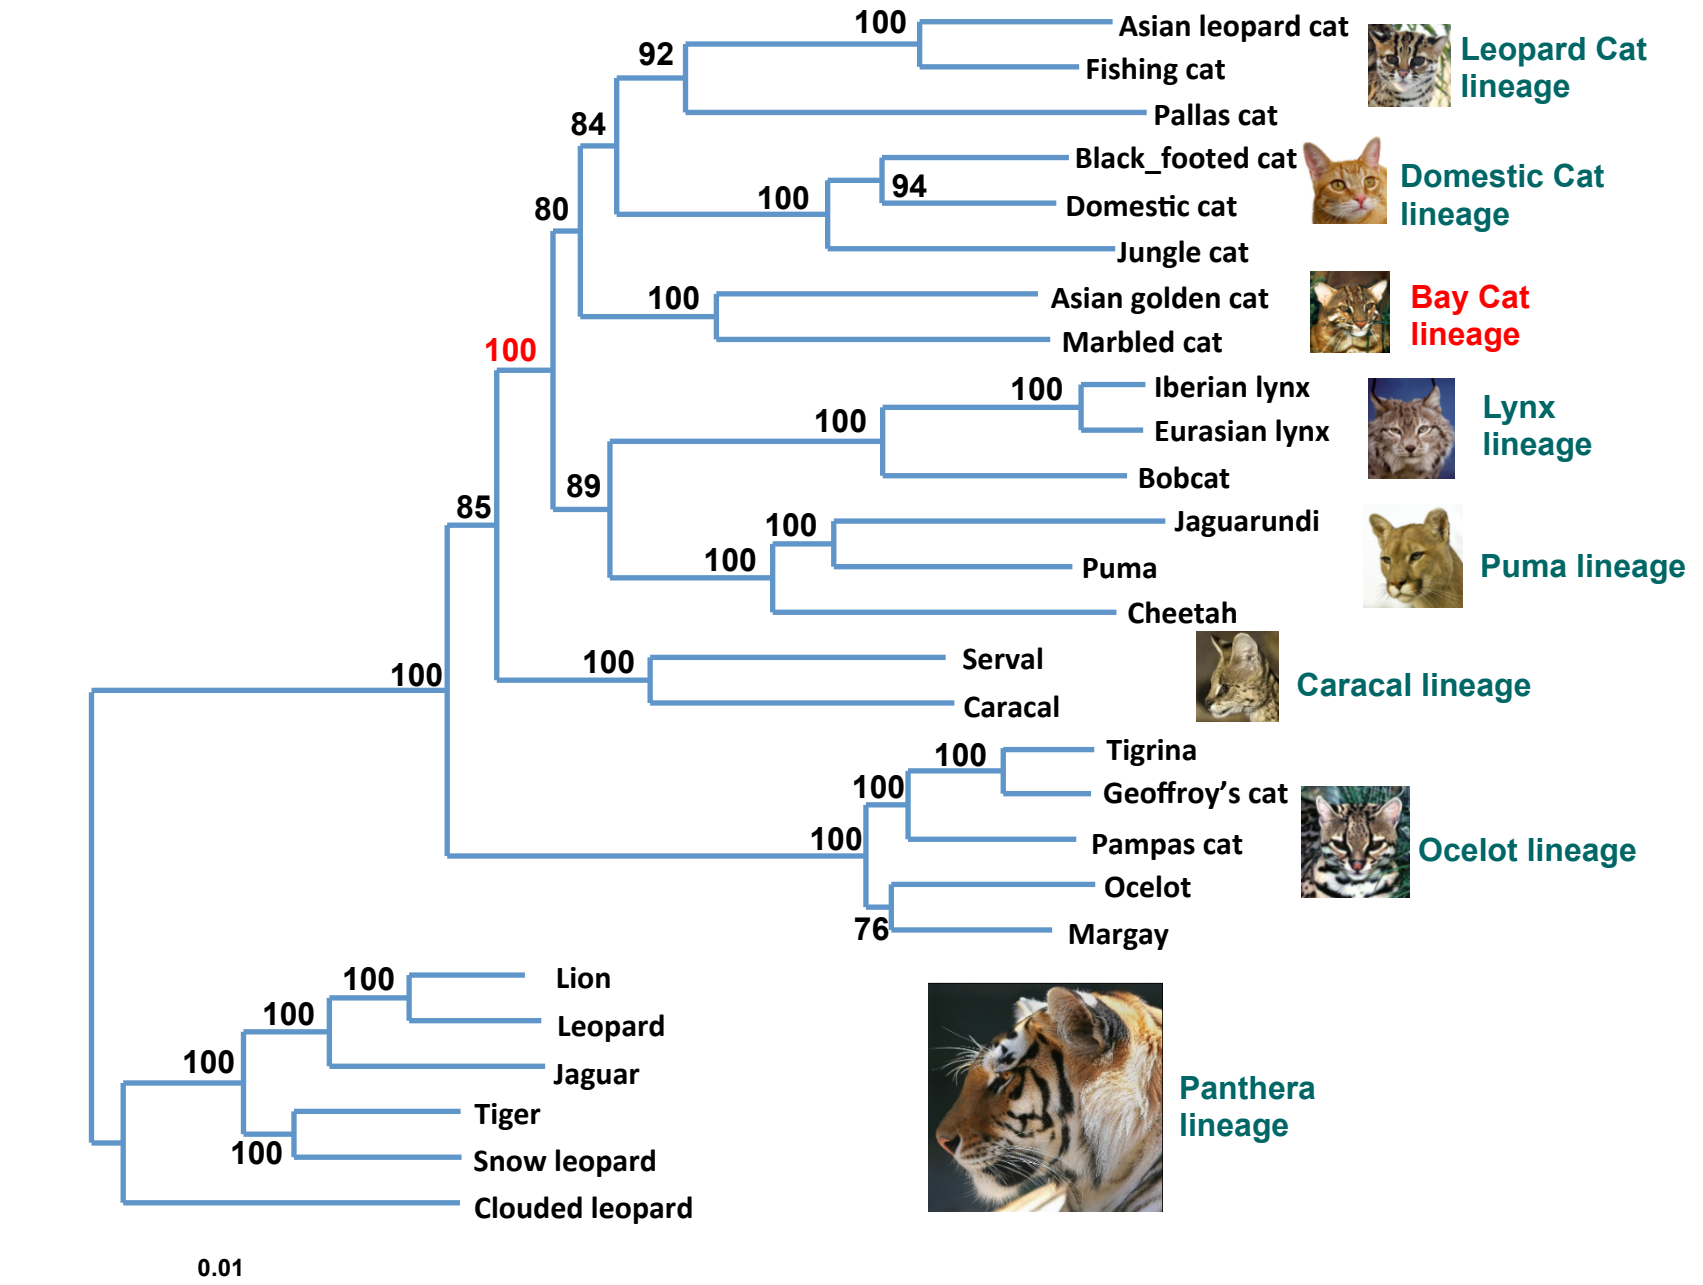 100
Asian leopard cat
Leopard Cat
lineage
92
Fishing cat
Pallas cat
84
Black_footed cat
94
Domestic Cat
lineage
100
Domestic cat
80
Jungle cat
100
Asian golden cat
Bay Cat
lineage
Marbled cat
100
100
Iberian lynx
Lynx
lineage
100
Eurasian lynx
Bobcat
89
85
100
Jaguarundi
100
Puma
Puma lineage
Cheetah
100
Serval
Caracal lineage
100
Caracal
100
Tigrina
100
Geoffroy’s cat
100
Pampas cat
Ocelot lineage
Ocelot
76
Margay
100
Lion
100
Leopard
100
Jaguar
Panthera
lineage
Tiger
100
Snow leopard
Clouded leopard
0.01